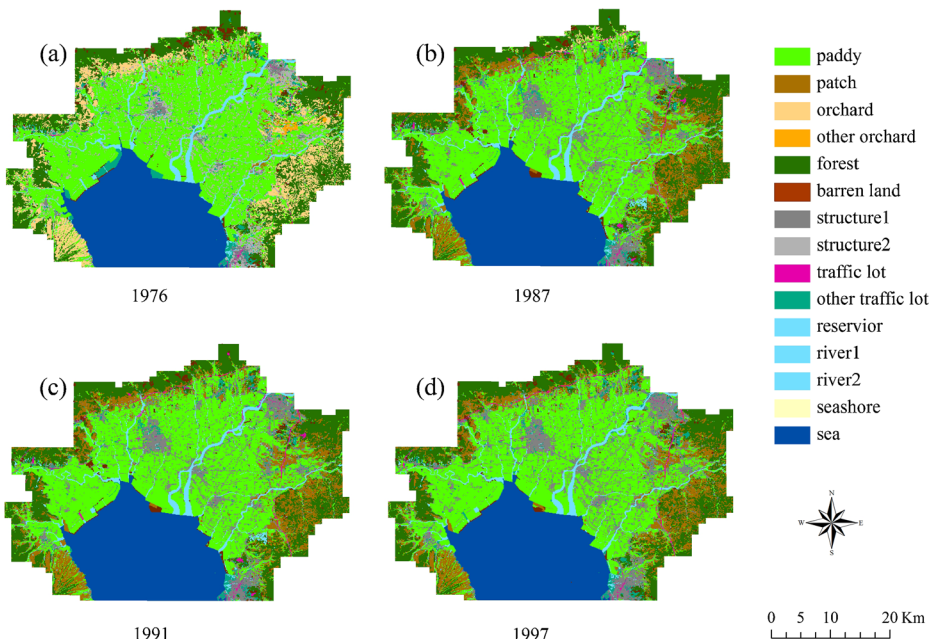 (a)
1976
(b)
1987
(c)
1991
(d)
1997
paddy
patch
orchard
other orchard
forest
barren land
structure1
structure2
traffic lot
other traffic lot
reservior
river1
river2
seashore
sea
N
W E
S
0 5 10 20 Km